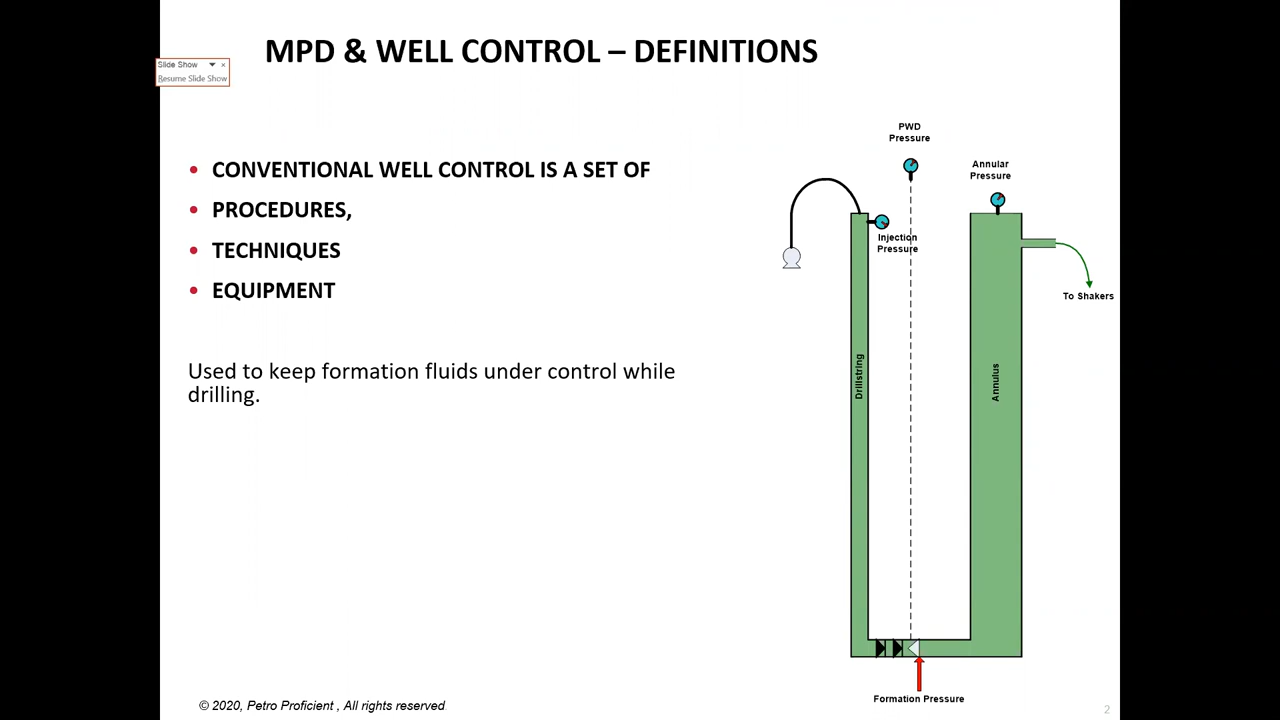 MPD & WELL CONTROL – DEFINITIONS
Slide Show
Resume Slide Show
• CONVENTIONAL WELL CONTROL IS A SET OF
• PROCEDURES,
• TECHNIQUES
• EQUIPMENT
Used to keep formation fluids under control while
drilling.
PWD
Pressure
Annular
Pressure
Injection
Pressure
To Shakers
Drillstring
Annulus
Formation Pressure
© 2020, Petro Proficient , All rights reserved
2